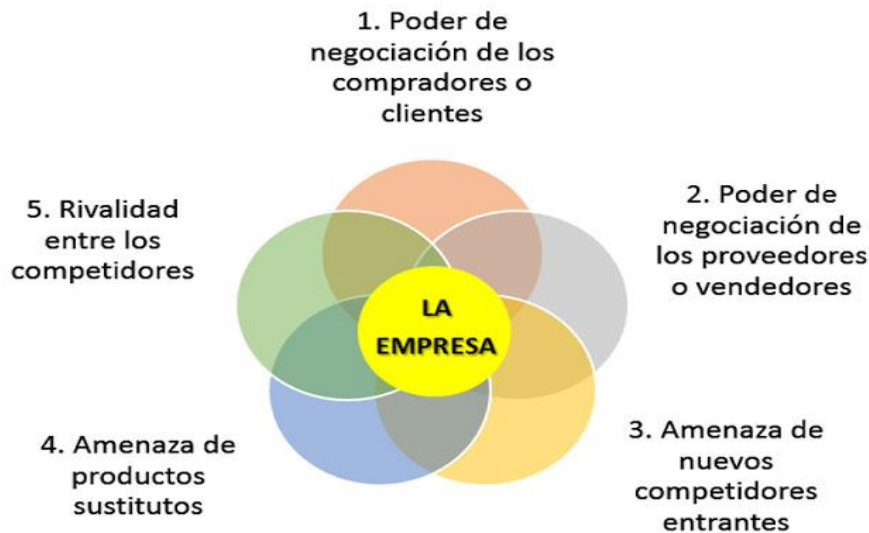 1. Poder de
negociación de los
compradores o
clientes
2. Poder de
negociación de
los proveedores
o vendedores
3. Amenaza de
nuevos
competidores
entrantes
4. Amenaza de
productos
sustitutos
5. Rivalidad
entre los
competidores
LA
EMPRESA